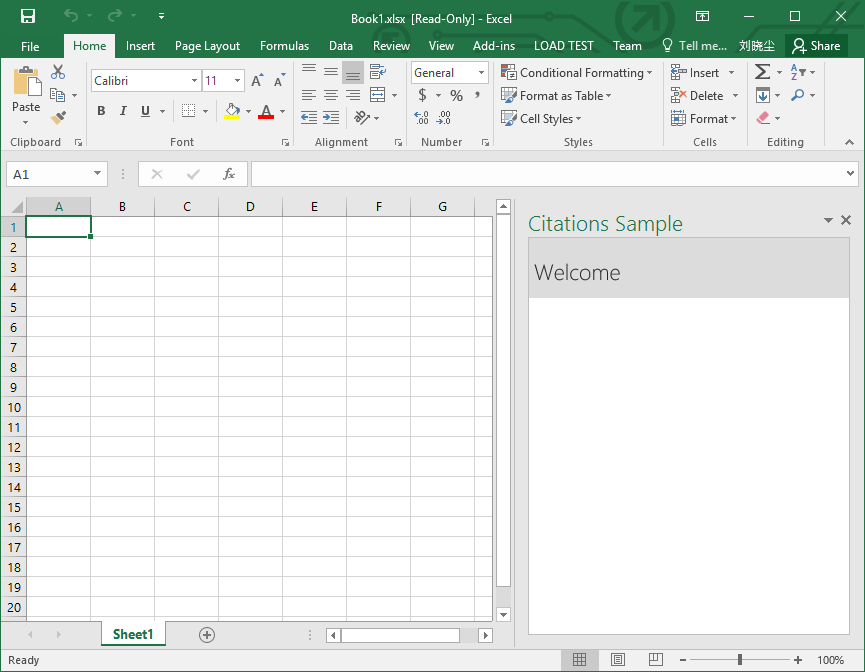 Book1.xlsx [Read-Only] - Excel
File Home Insert Page Layout Formulas Data Review View Add-ins LOAD TEST Team Tell me... 刘晓尘 Share
Paste
Calibri 11
B I U A
General
$ % ,
Conditional Formatting
Format as Table
Cell Styles
Insert
Delete
Format
Clipboard Font Alignment Number Styles Cells Editing
A1 fx
A B C D E F G
1
2
3
4
5
6
7
8
9
10
11
12
13
14
15
16
17
18
19
20
Citations Sample
Welcome
Sheet1
Ready 100%